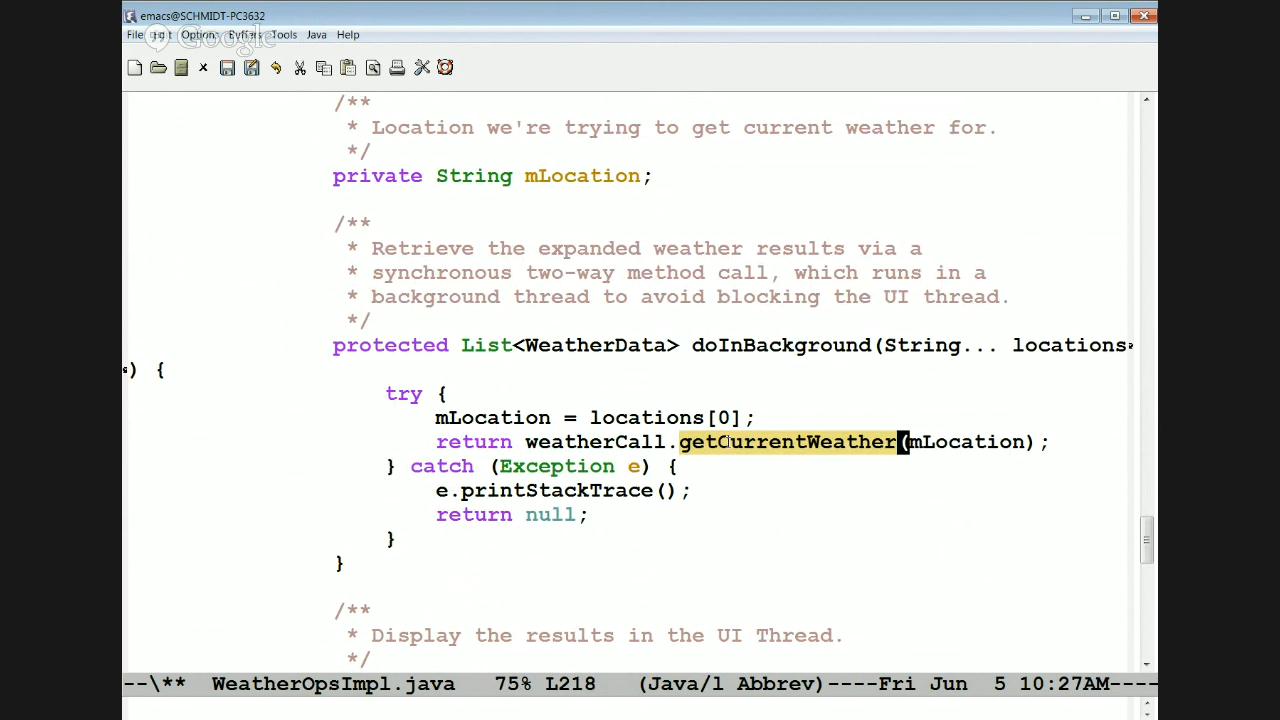 emacs@SCHMIDT-PC3632
File Edit Options Buffers Tools Java Help
Google
/**
* Location we're trying to get current weather for.
*/
private String mLocation;
/**
* Retrieve the expanded weather results via a
* synchronous two-way method call, which runs in a
* background thread to avoid blocking the UI thread.
*/
protected List<WeatherData> doInBackground(String... locations
s) {
try {
mLocation = locations[0];
return weatherCall.getCurrentWeather(mLocation);
} catch (Exception e) {
e.printStackTrace();
return null;
}
}
/**
* Display the results in the UI Thread.
*/
--\** WeatherOpsImpl.java 75% L218 (Java/l Abbrev)----Fri Jun 5 10:27AM----